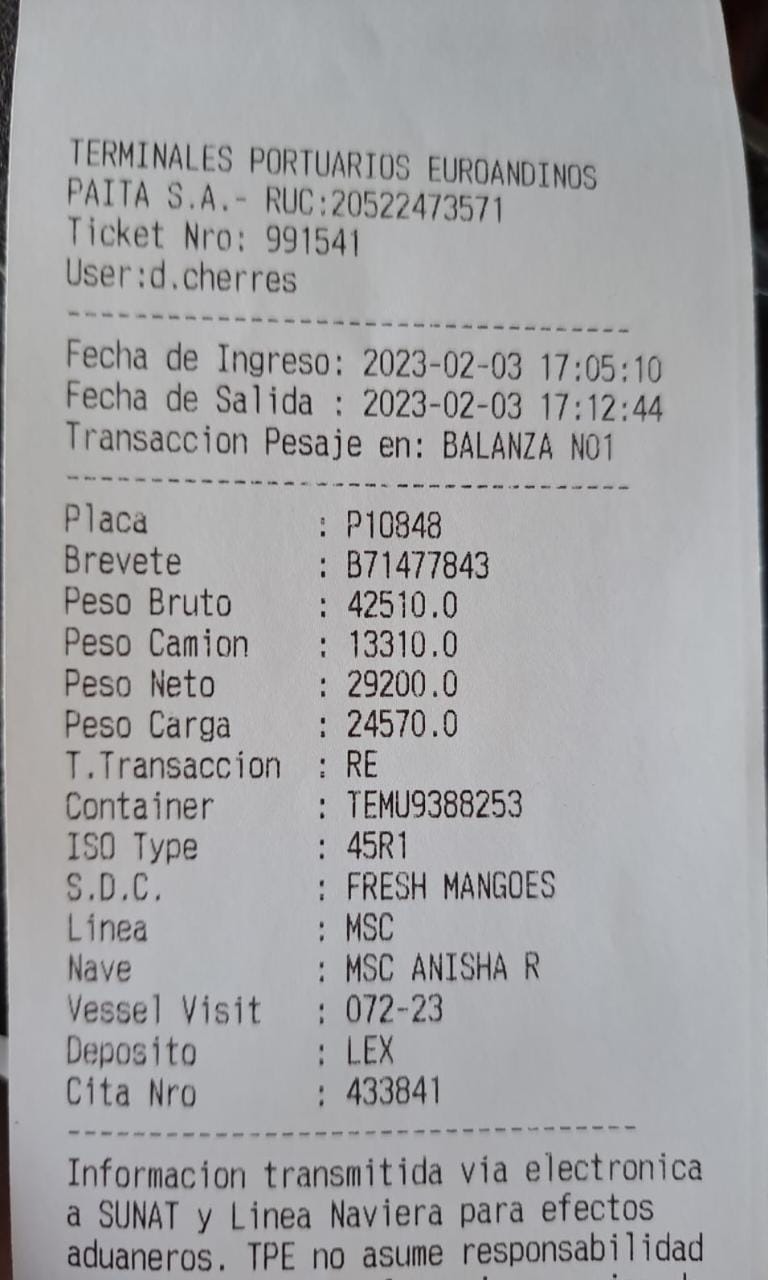 TERMINALES PORTUARIOS EUROANDINOS
PAITA S.A.- RUC:20522473571
Ticket Nro: 991541
User:d.cherres
Fecha de Ingreso: 2023-02-03 17:05:10
Fecha de Salida : 2023-02-03 17:12:44
Transaccion Pesaje en: BALANZA NO1
Placa : P10848
Brevete : B71477843
Peso Bruto : 42510.0
Peso Camion : 13310.0
Peso Neto : 29200.0
Peso Carga : 24570.0
T.Transaccion : RE
Container : TEMU9388253
ISO Type : 45R1
S.D.C. : FRESH MANGOES
Linea : MSC
Nave : MSC ANISHA R
Vessel Visit : 072-23
Deposito : LEX
Cita Nro : 433841
Informacion transmitida via electronica
a SUNAT y Linea Naviera para efectos
aduaneros. TPE no asume responsabilidad